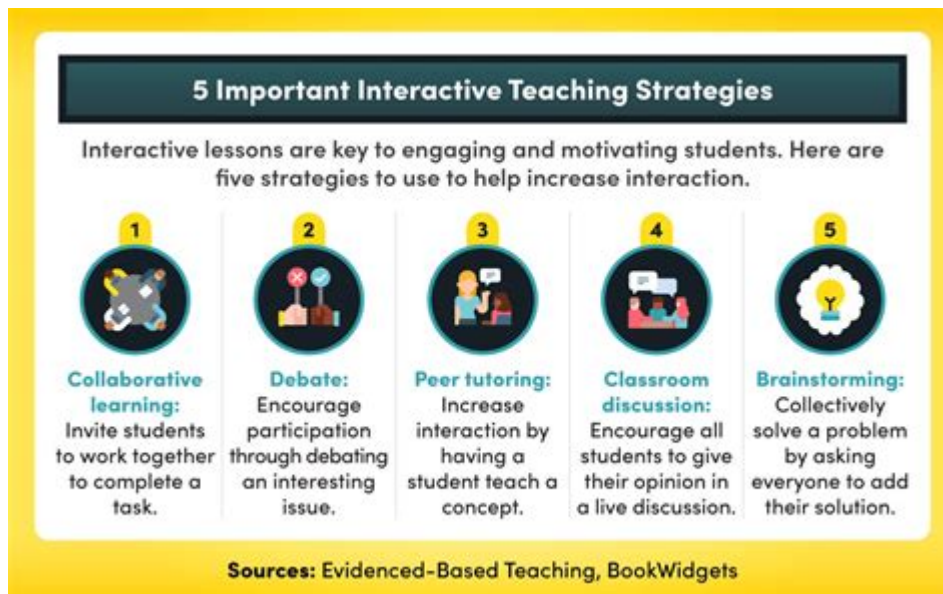 5 Important Interactive Teaching Strategies
Interactive lessons are key to engaging and motivating students. Here are
five strategies to use to help increase interaction.
1
Collaborative
learning:
Invite students
to work together
to complete a
task.
2
Debate:
Encourage
participation
through debating
an interesting
issue.
3
Peer tutoring:
Increase
interaction by
having a
student teach a
concept.
4
Classroom
discussion:
Encourage all
students to give
their opinion in
a live discussion.
5
Brainstorming:
Collectively
solve a problem
by asking
everyone to add
their solution.
Sources: Evidenced-Based Teaching, BookWidgets